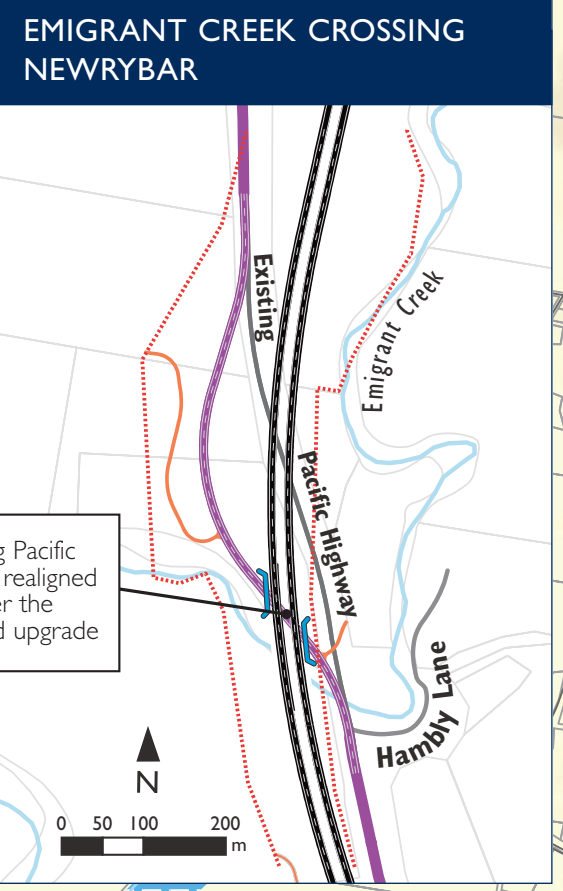 EMIGRANT CREEK CROSSING
NEWRYBAR
Existing
Emigrant Creek
Pacific Highway
g Pacific
realigned
er the
d upgrade
Hambly Lane
N
0 50 100 200
m